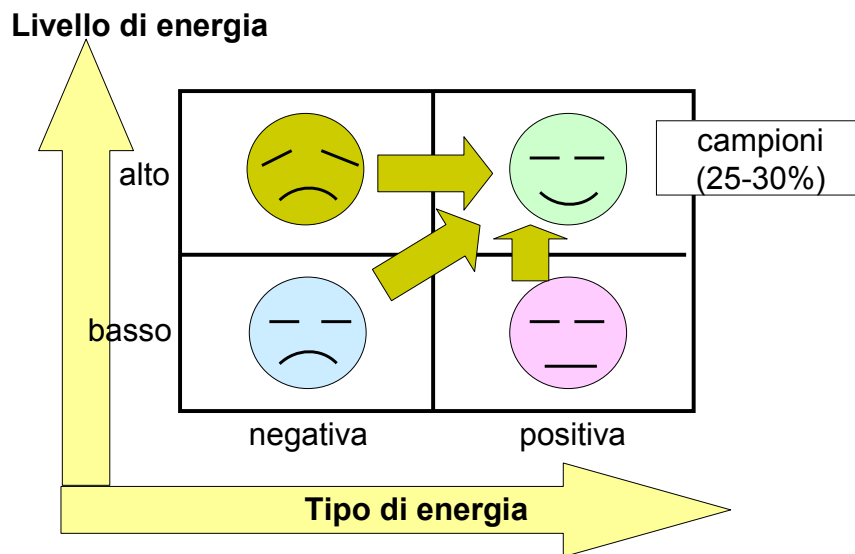 Livello di energia
campioni
(25-30%)
alto
basso
negativa
positiva
Tipo di energia